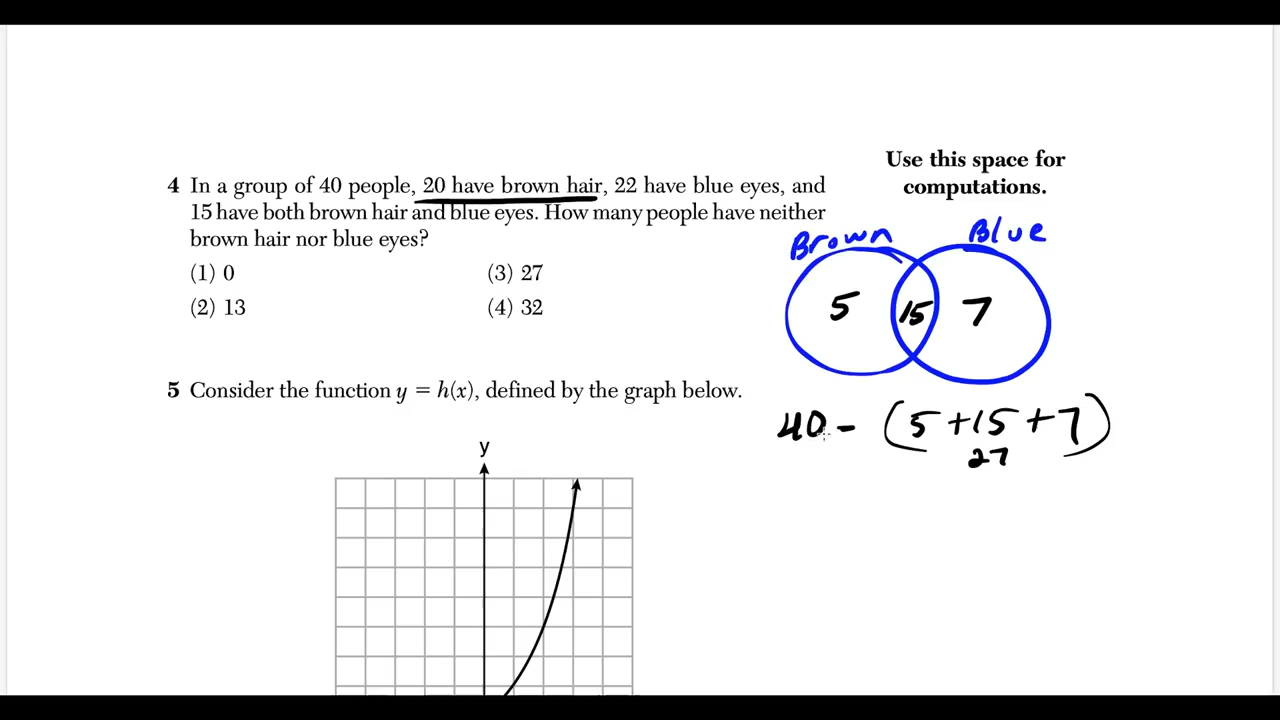 Use this space for
computations.
4 In a group of 40 people, 20 have brown hair, 22 have blue eyes, and
15 have both brown hair and blue eyes. How many people have neither
brown hair nor blue eyes?
(1) 0
(3) 27
(2) 13
(4) 32
Brown
Blue
5
15
7
40 - (5 + 15 + 7)
27
5 Consider the function y = h(x), defined by the graph below.
y